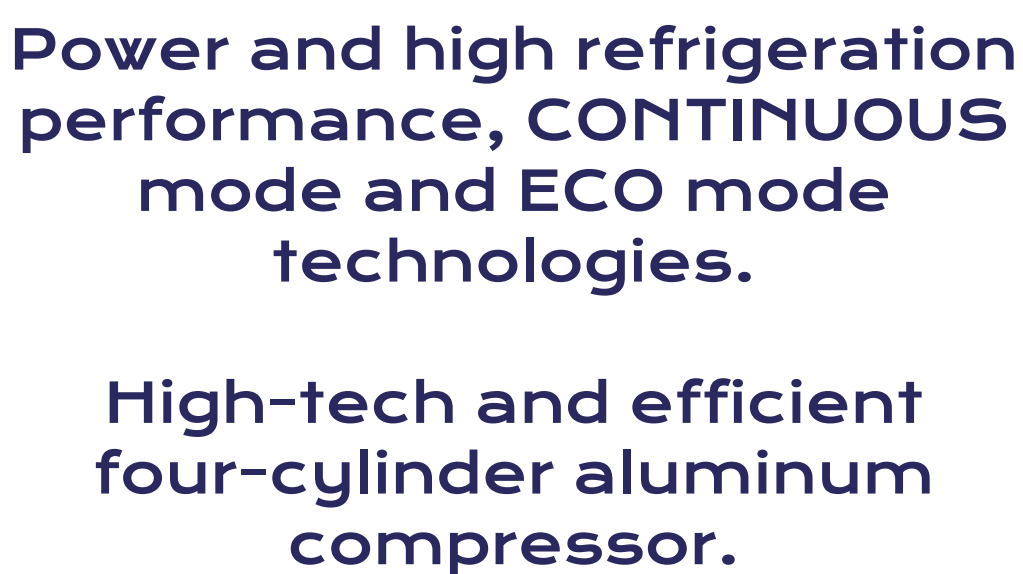 Power and high refrigeration
performance, CONTINUOUS
mode and ECO mode
technologies.
High-tech and efficient
four-cylinder aluminum
compressor.